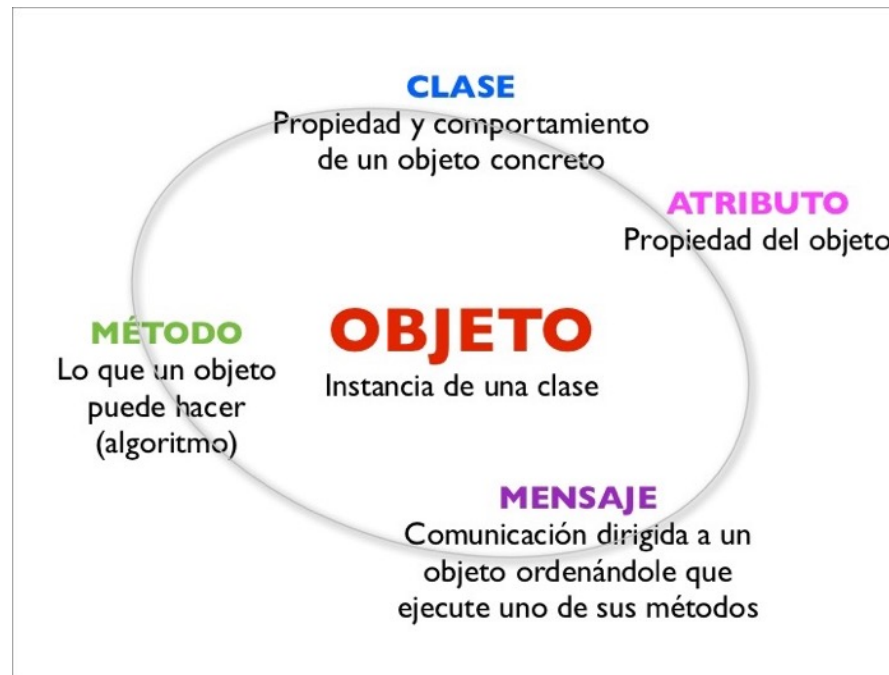 CLASE
Propiedad y comportamiento
de un objeto concreto
ATRIBUTO
Propiedad del objeto
OBJETO
Instancia de una clase
MÉTODO
Lo que un objeto
puede hacer
(algoritmo)
MENSAJE
Comunicación dirigida a un
objeto ordenándole que
ejecute uno de sus métodos